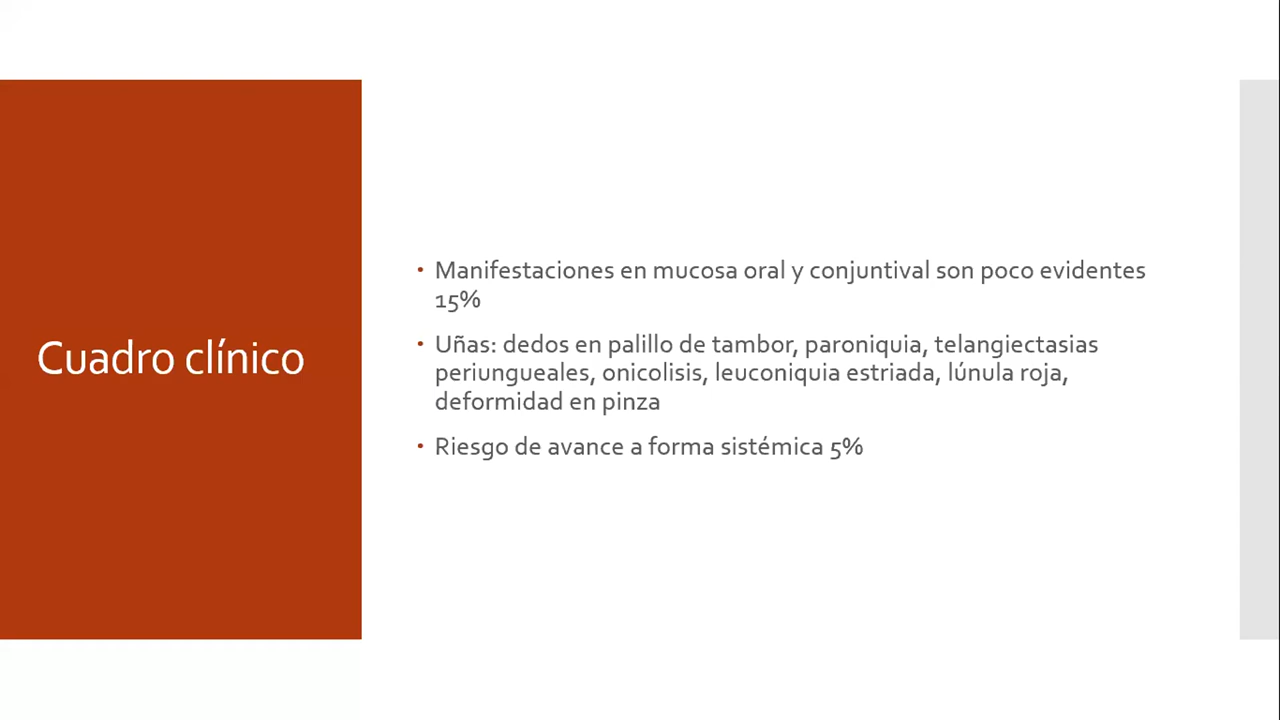 Cuadro clínico
• Manifestaciones en mucosa oral y conjuntival son poco evidentes
15%
• Uñas: dedos en palillo de tambor, paroniquia, telangiectasias
periungueales, onicolisis, leuconiquia estriada, lúnula roja,
deformidad en pinza
• Riesgo de avance a forma sistémica 5%